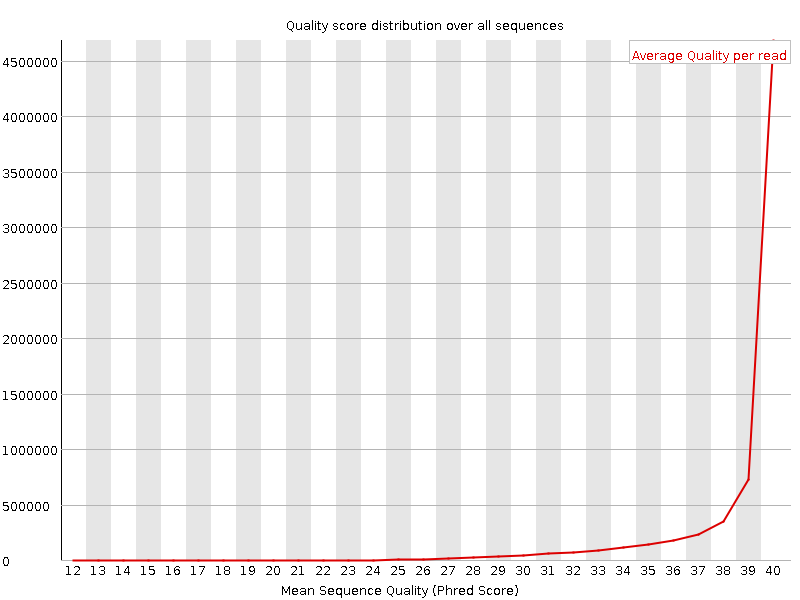 Quality score distribution over all sequences
Average Quality per read
4500000
4000000
3500000
3000000
2500000
2000000
1500000
1000000
500000
0
12 13 14 15 16 17 18 19 20 21 22 23 24 25 26 27 28 29 30 31 32 33 34 35 36 37 38 39 40
Mean Sequence Quality (Phred Score)